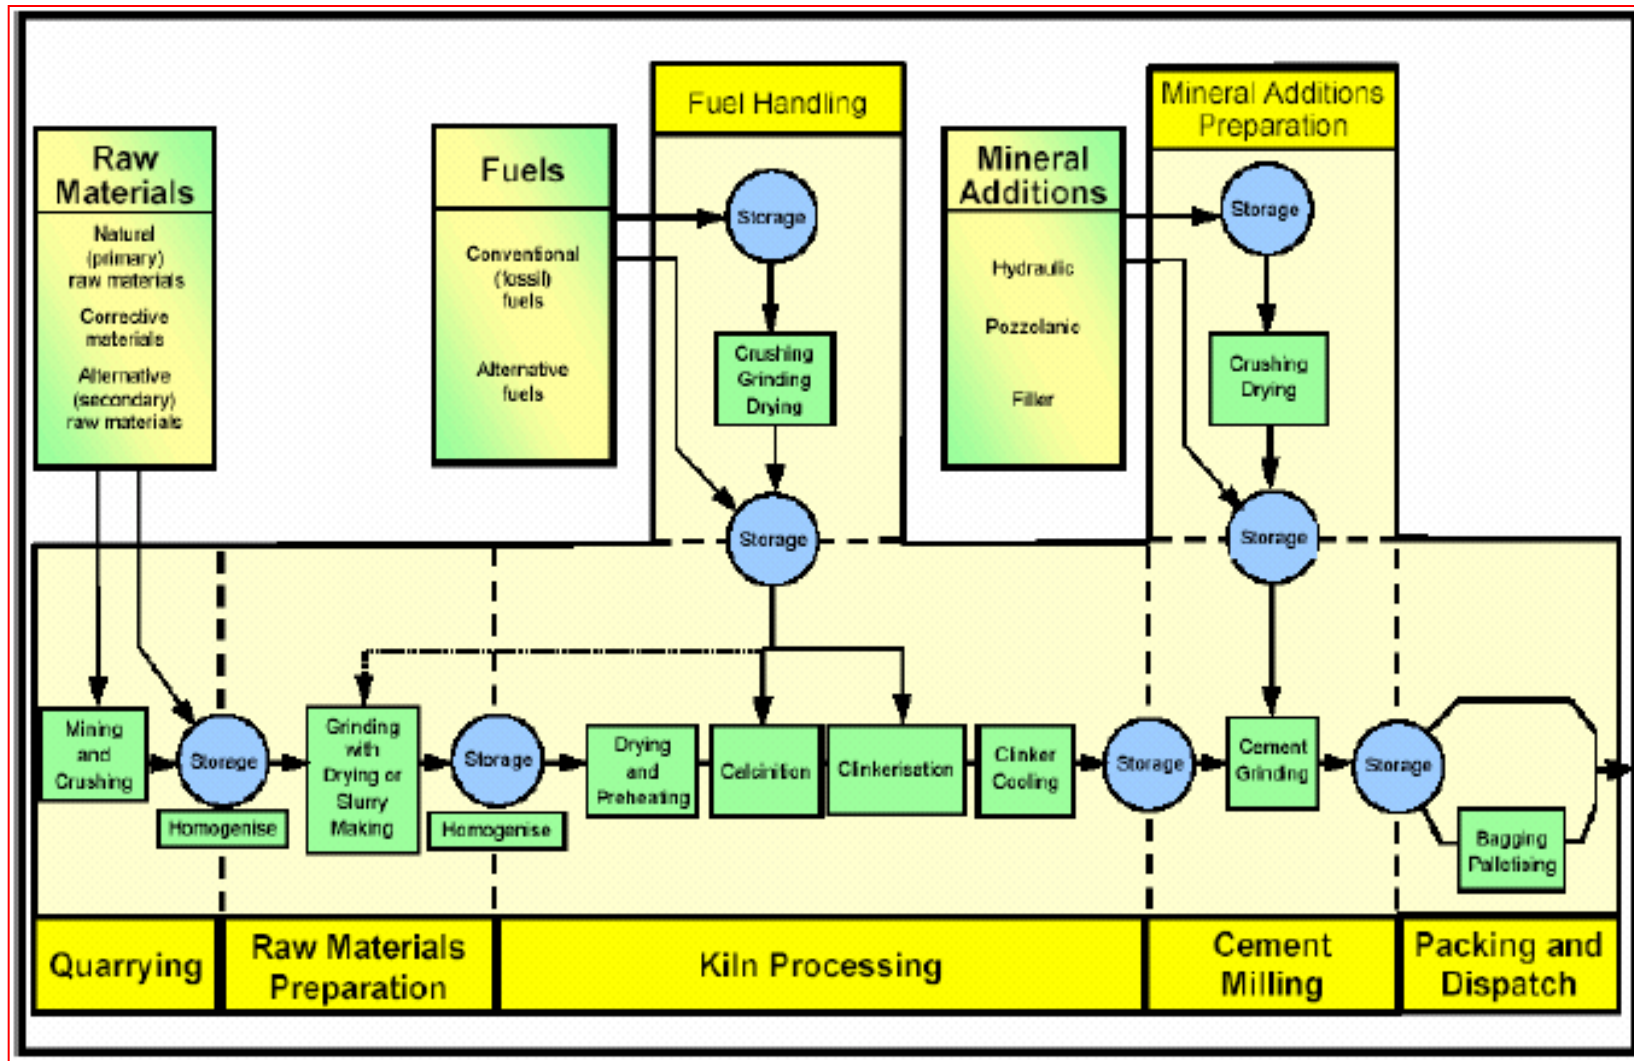 Fuel Handling
Mineral Additions
Preparation
Raw
Materials
Natural
(primary)
raw materials
Corrective
materials
Alternative
(secondary)
raw materials
Fuels
Conventional
(fossil)
fuels
Alternative
fuels
Storage
Crushing
Grinding
Drying
Storage
Mineral
Additions
Hydraulic
Pozzolanic
Filler
Storage
Crushing
Drying
Storage
Mining
and
Crushing
Storage
Homogenise
Grinding
with
Drying or
Slurry
Making
Storage
Homogenise
Drying
and
Preheating
Calcinition
Clinkerisation
Clinker
Cooling
Storage
Cement
Grinding
Storage
Bagging
Palletising
Quarrying
Raw Materials
Preparation
Kiln Processing
Cement
Milling
Packing and
Dispatch